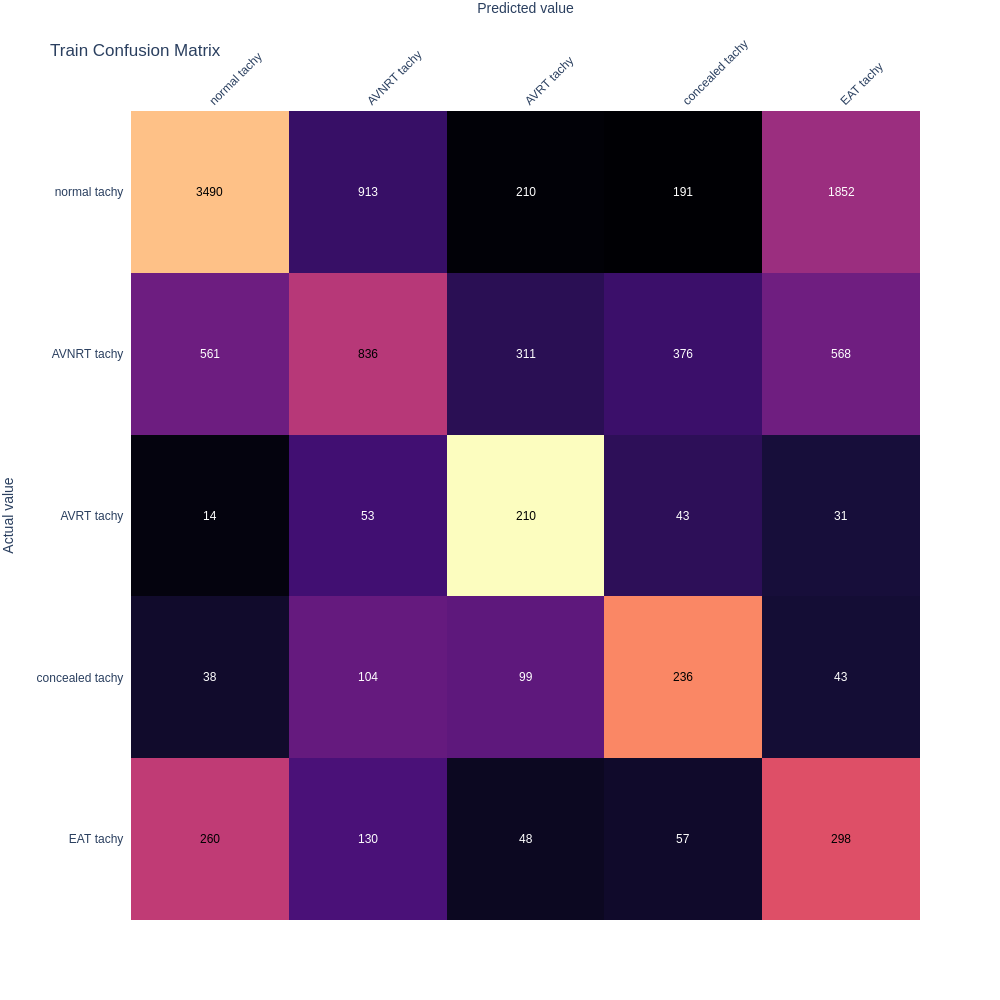 Predicted value
Train Confusion Matrix
normal tachy AVNRT tachy AVRT tachy concealed tachy EAT tachy
normal tachy 3490 913 210 191 1852
AVNRT tachy 561 836 311 376 568
AVRT tachy 14 53 210 43 31
concealed tachy 38 104 99 236 43
EAT tachy 260 130 48 57 298
Actual value